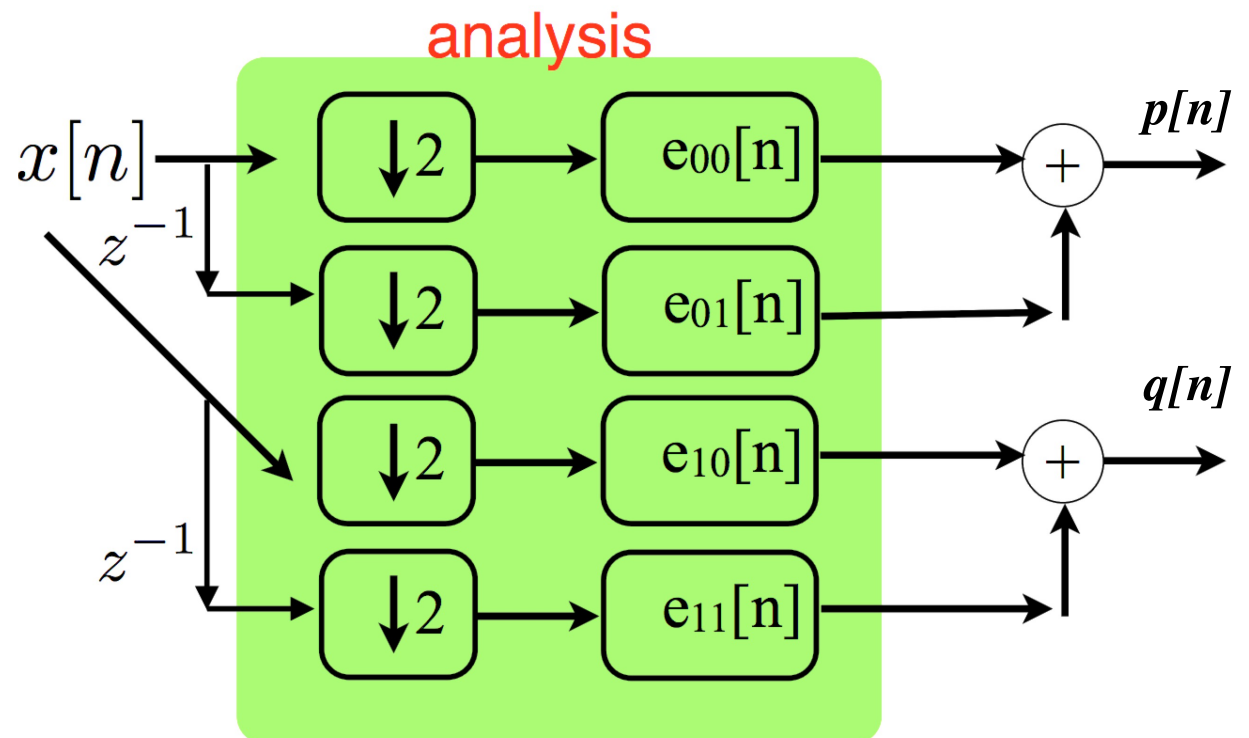 analysis
x[n]
↓2
e₀₀[n]
+
p[n]
z⁻¹
↓2
e₀₁[n]
q[n]
↓2
e₁₀[n]
+
z⁻¹
↓2
e₁₁[n]